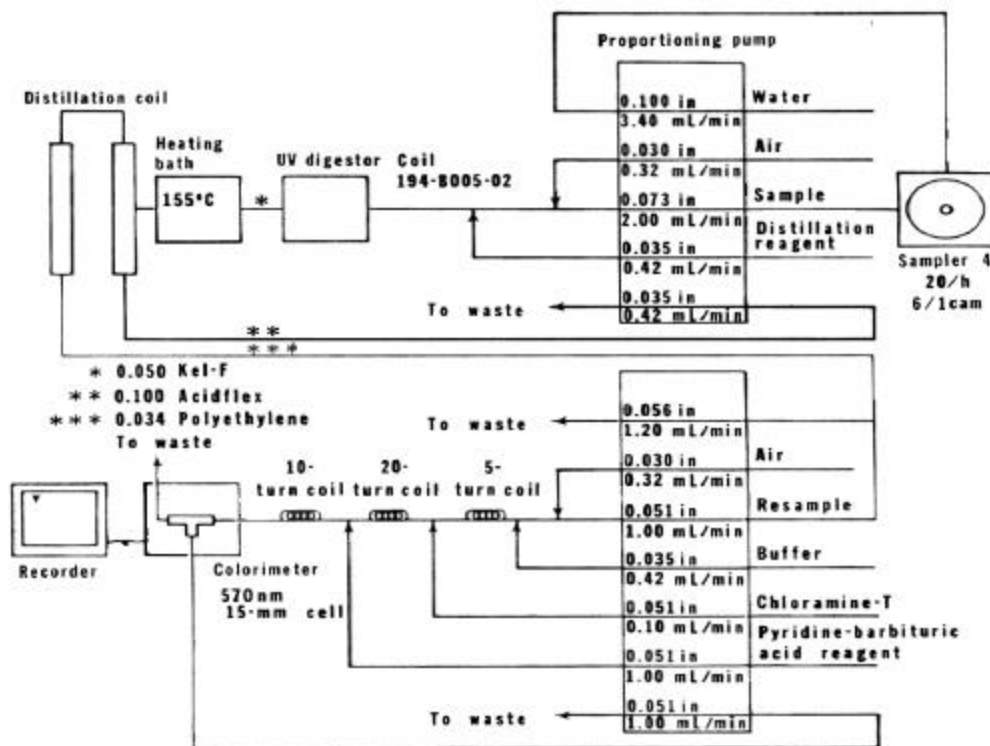 Proportioning pump
Distillation coil
Heating
bath
155°C
*
UV digestor
Coil
194-B005-02
0.100 in
3.40 mL/min
Water
0.030 in
0.32 mL/min
Air
0.073 in
2.00 mL/min
Sample
0.035 in
0.42 mL/min
Distillation
reagent
To waste
0.035 in
0.42 mL/min
Sampler 4
20/h
6/1cam
**
***
* 0.050 Kel-F
** 0.100 Acidflex
*** 0.034 Polyethylene
To waste
To waste
0.056 in
1.20 mL/min
0.030 in
0.32 mL/min
Air
10-
turn coil
20-
turn coil
5-
turn coil
0.051 in
1.00 mL/min
Resample
Recorder
Colorimeter
570nm
15-mm cell
0.035 in
0.42 mL/min
Buffer
0.051 in
0.10 mL/min
Chloramine-T
0.051 in
1.00 mL/min
Pyridine-barbituric
acid reagent
To waste
0.051 in
1.00 mL/min